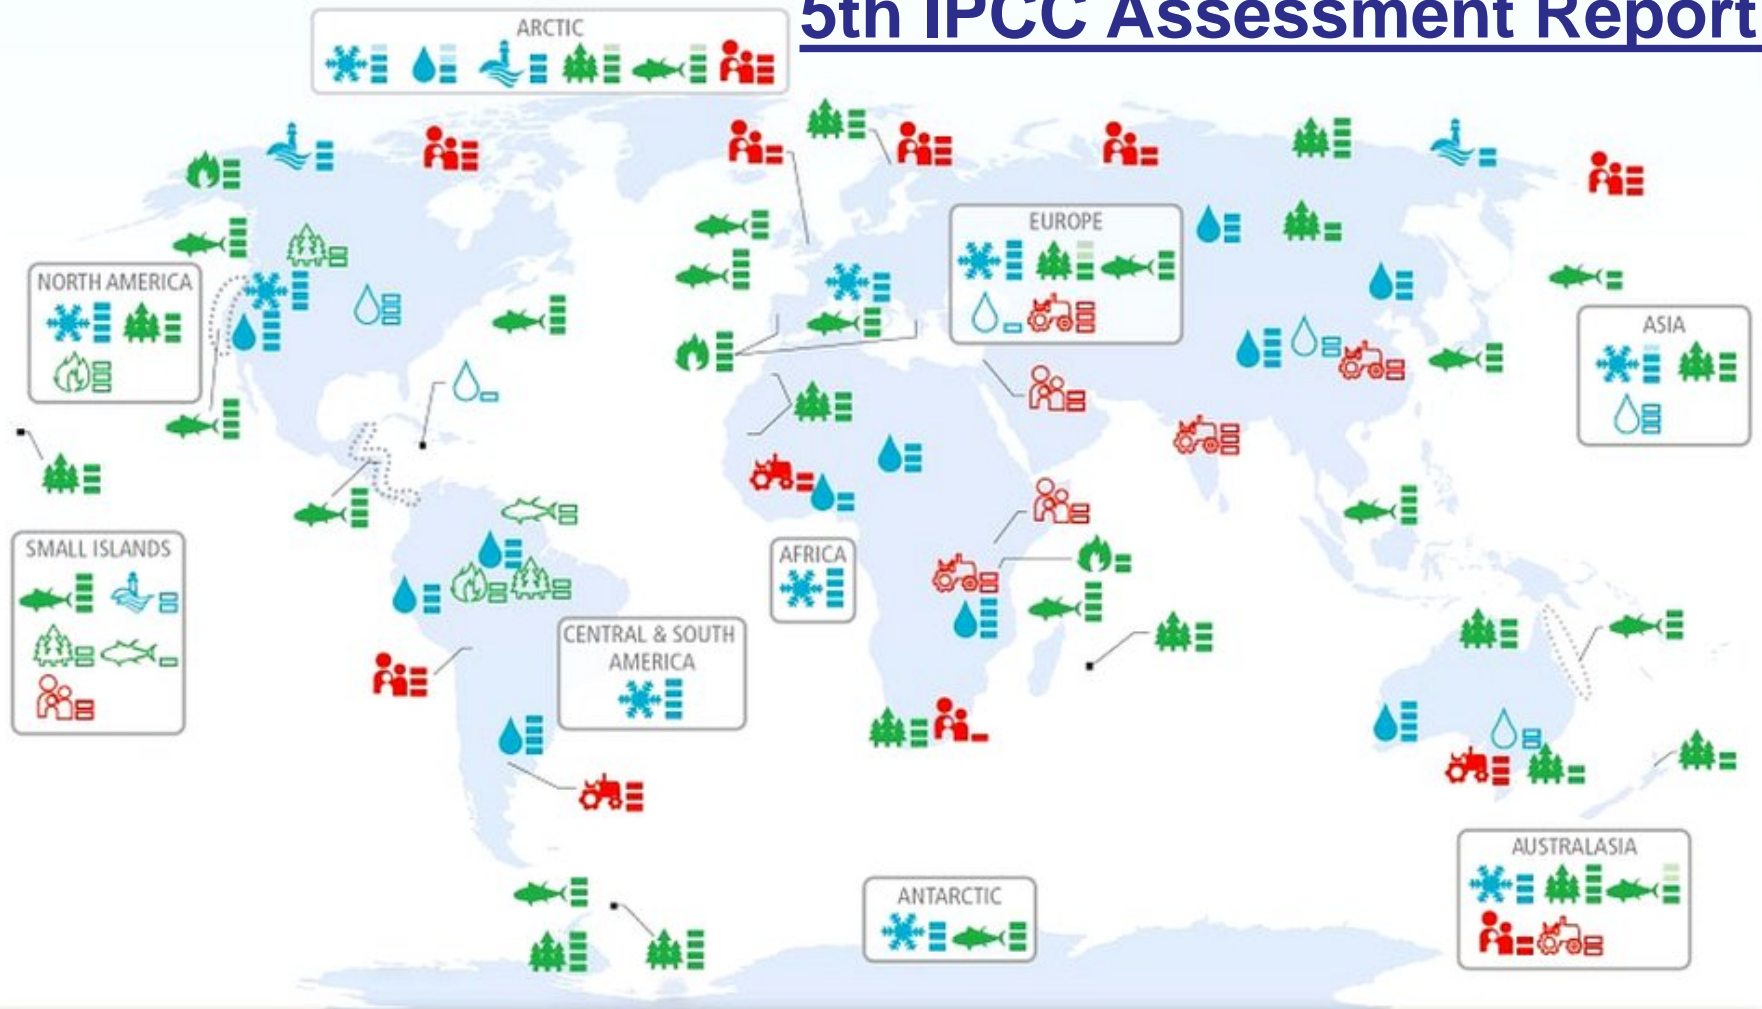 5th IPCC Assessment Report
ARCTIC
EUROPE
NORTH AMERICA
ASIA
SMALL ISLANDS
AFRICA
CENTRAL & SOUTH
AMERICA
AUSTRALASIA
ANTARCTIC